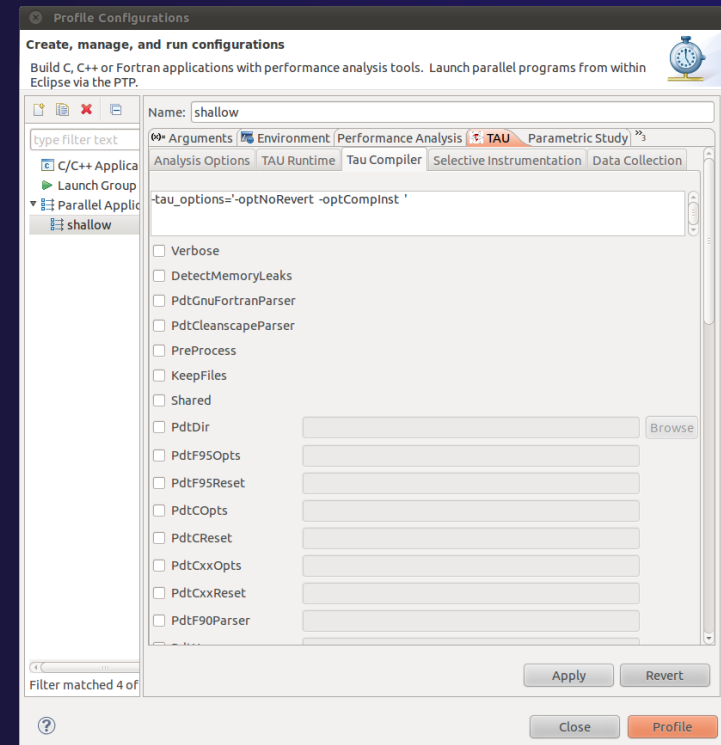 Profile Configurations
Create, manage, and run configurations
Build C, C++ or Fortran applications with performance analysis tools. Launch parallel programs from within
Eclipse via the PTP.
Name: shallow
type filter text
(x)= Arguments Environment Performance Analysis TAU Parametric Study »3
C/C++ Applica
Launch Group
Parallel Applic
shallow
Analysis Options TAU Runtime Tau Compiler Selective Instrumentation Data Collection
-tau_options='-optNoRevert -optCompInst '
Verbose
DetectMemoryLeaks
PdtGnuFortranParser
PdtCleanscapeParser
PreProcess
KeepFiles
Shared
PdtDir Browse
PdtF95Opts
PdtF95Reset
PdtCOpts
PdtCReset
PdtCxxOpts
PdtCxxReset
PdtF90Parser
Filter matched 4 of
Apply Revert
? Close Profile